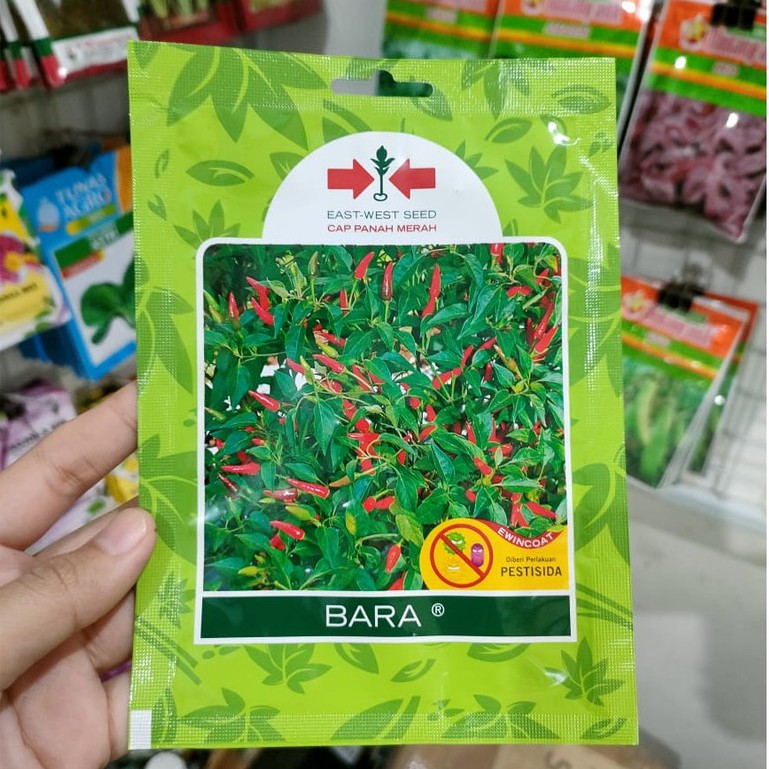 EAST-WEST SEED
CAP PANAH MERAH
EWINCOAT
Diberi Perlakuan
PESTISIDA
BARA ®
TUNAS
AGRO